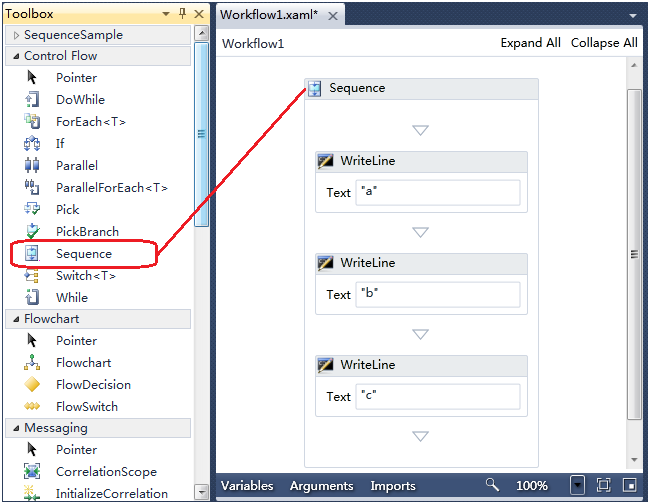 Toolbox
SequenceSample
Control Flow
Pointer
DoWhile
ForEach<T>
If
Parallel
ParallelForEach<T>
Pick
PickBranch
Sequence
Switch<T>
While
Flowchart
Pointer
Flowchart
FlowDecision
FlowSwitch
Messaging
Pointer
CorrelationScope
InitializeCorrelation
Workflow1.xaml*
Workflow1
Expand All Collapse All
Sequence
WriteLine
Text "a"
WriteLine
Text "b"
WriteLine
Text "c"
Variables Arguments Imports 100%